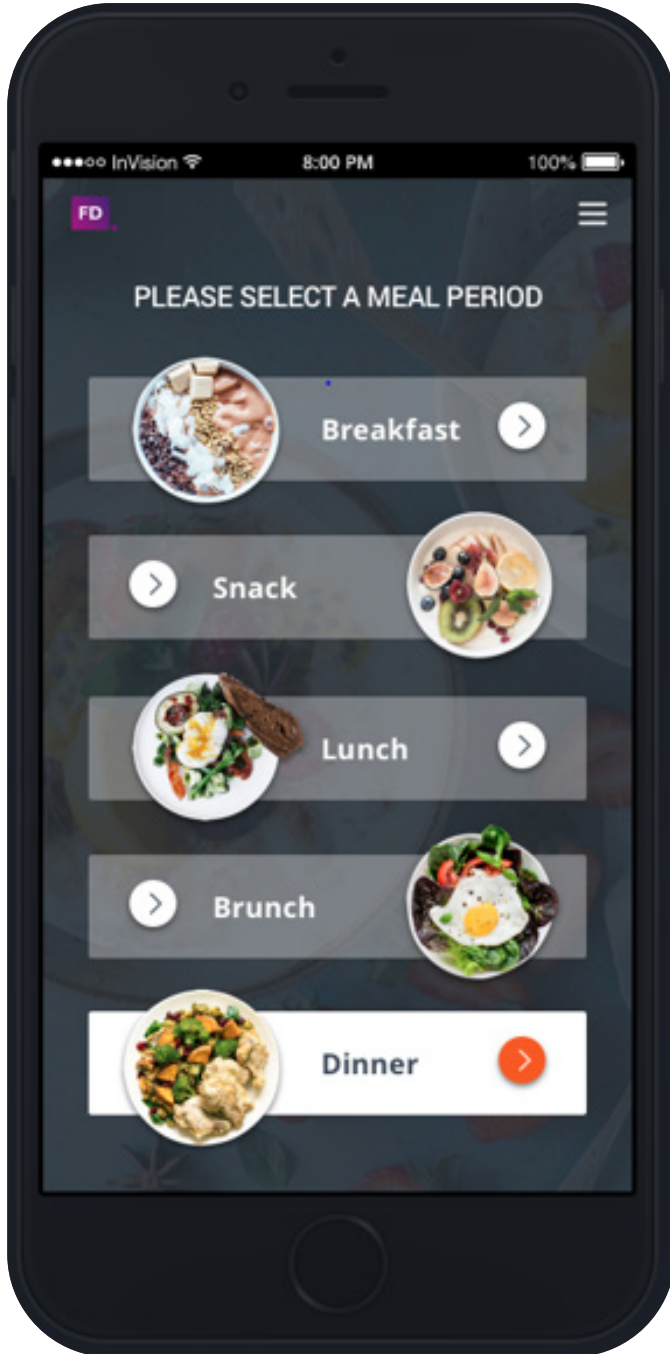 InVision 8:00 PM 100%
FD
PLEASE SELECT A MEAL PERIOD
Breakfast
Snack
Lunch
Brunch
Dinner